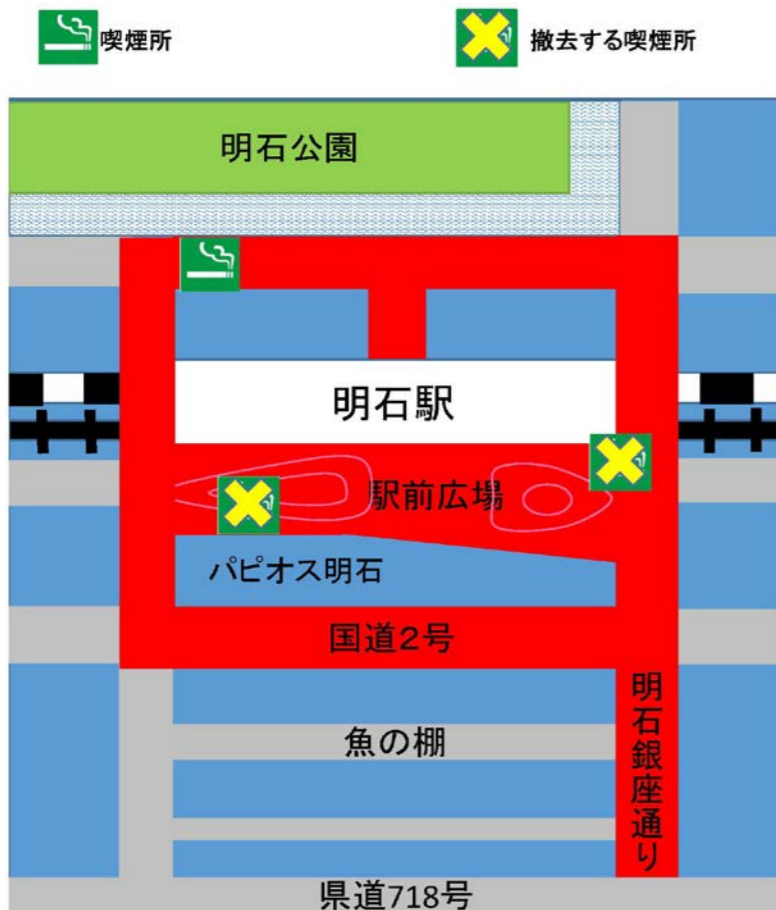 喫煙所
撤去する喫煙所
明石公園
明石駅
駅前広場
パピオス明石
国道2号
魚の棚
明石銀座通り
県道718号